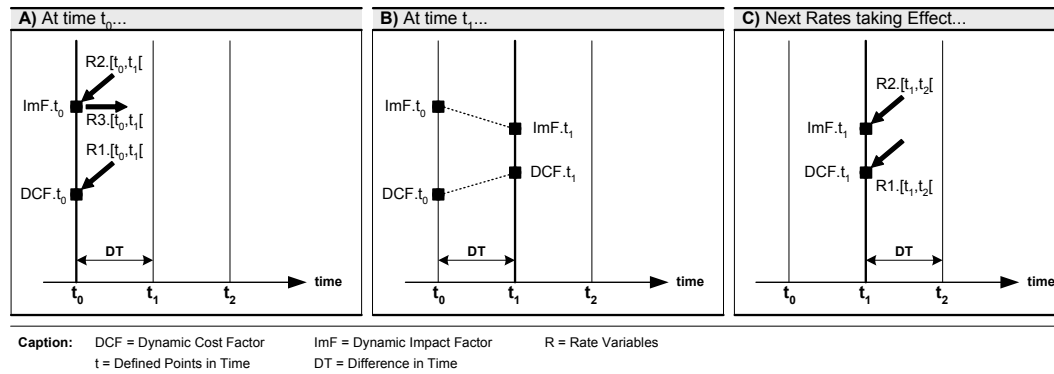 A) At time t0...
R2.[t0,t1[
ImF.t0
R3.[t0,t1[
R1.[t0,t1[
DCF.t0
DT
time
t0 t1 t2
B) At time t1...
ImF.t0
ImF.t1
DCF.t1
DCF.t0
DT
time
t0 t1 t2
C) Next Rates taking Effect...
R2.[t1,t2[
ImF.t1
DCF.t1
R1.[t1,t2[
DT
time
t0 t1 t2
Caption: DCF = Dynamic Cost Factor ImF = Dynamic Impact Factor R = Rate Variables
t = Defined Points in Time DT = Difference in Time